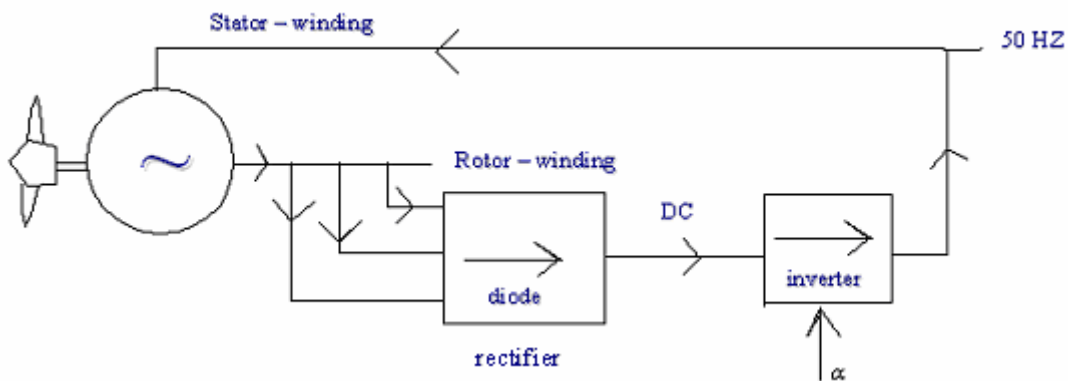 Stator – winding
50 HZ
Rotor – winding
DC
diode
inverter
rectifier
α